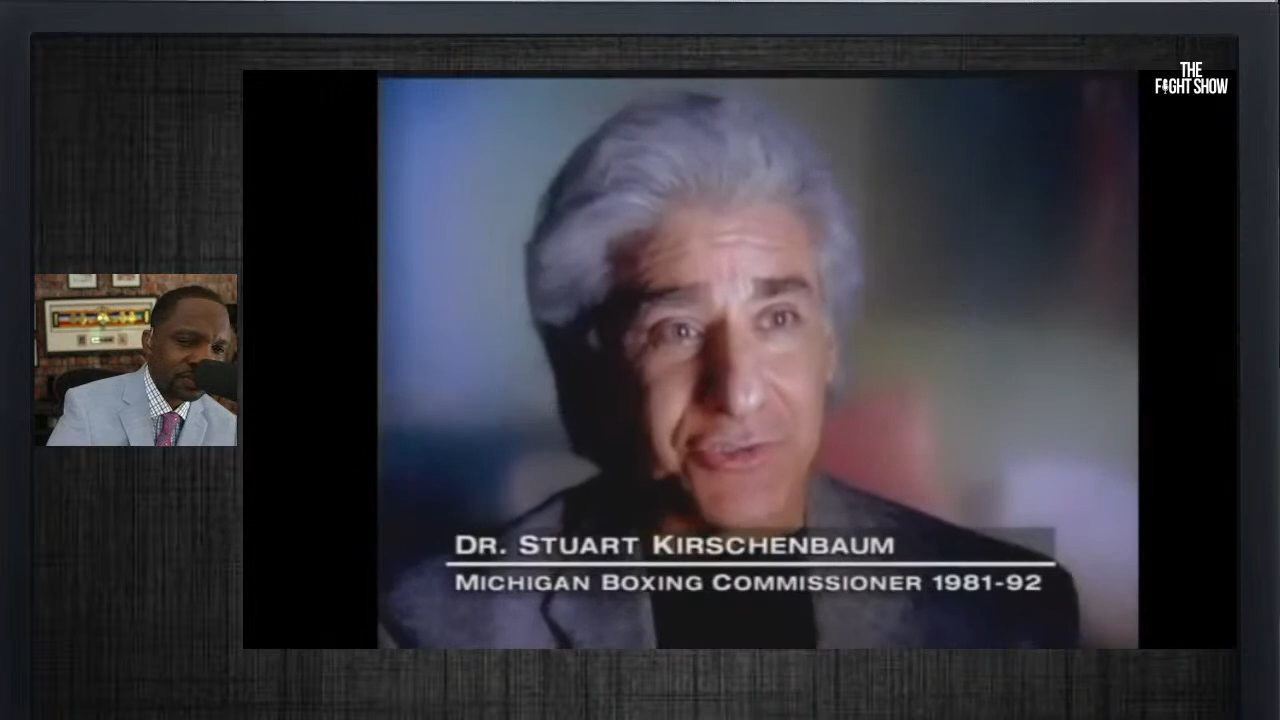 THE
FIGHT SHOW
DR. STUART KIRSCHENBAUM
MICHIGAN BOXING COMMISSIONER 1981-92